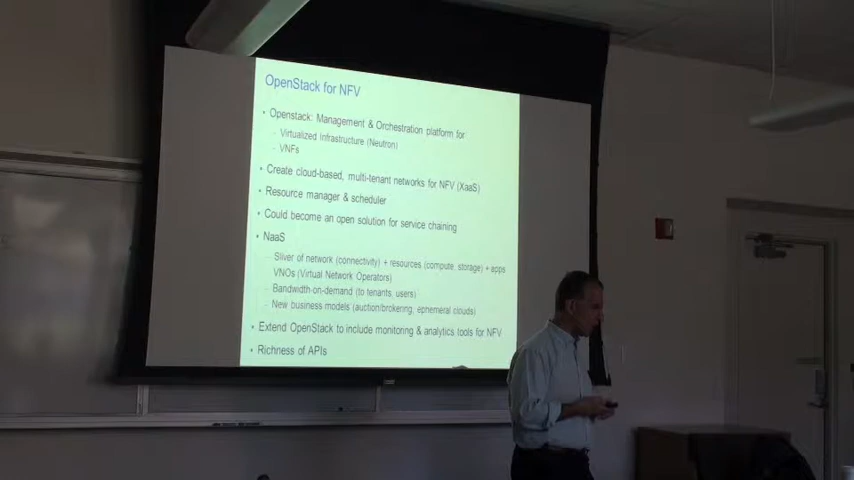 OpenStack for NFV
• Openstack: Management & Orchestration platform for
- Virtualized Infrastructure (Neutron)
- VNFs
• Create cloud-based, multi-tenant networks for NFV (XaaS)
• Resource manager & scheduler
• Could become an open solution for service chaining
• NaaS
- Sliver of network (connectivity) + resources (compute, storage) + apps
- VNOs (Virtual Network Operators)
- Bandwidth-on-demand (to tenants, users)
- New business models (auction/brokering, ephemeral clouds)
• Extend OpenStack to include monitoring & analytics tools for NFV
• Richness of APIs